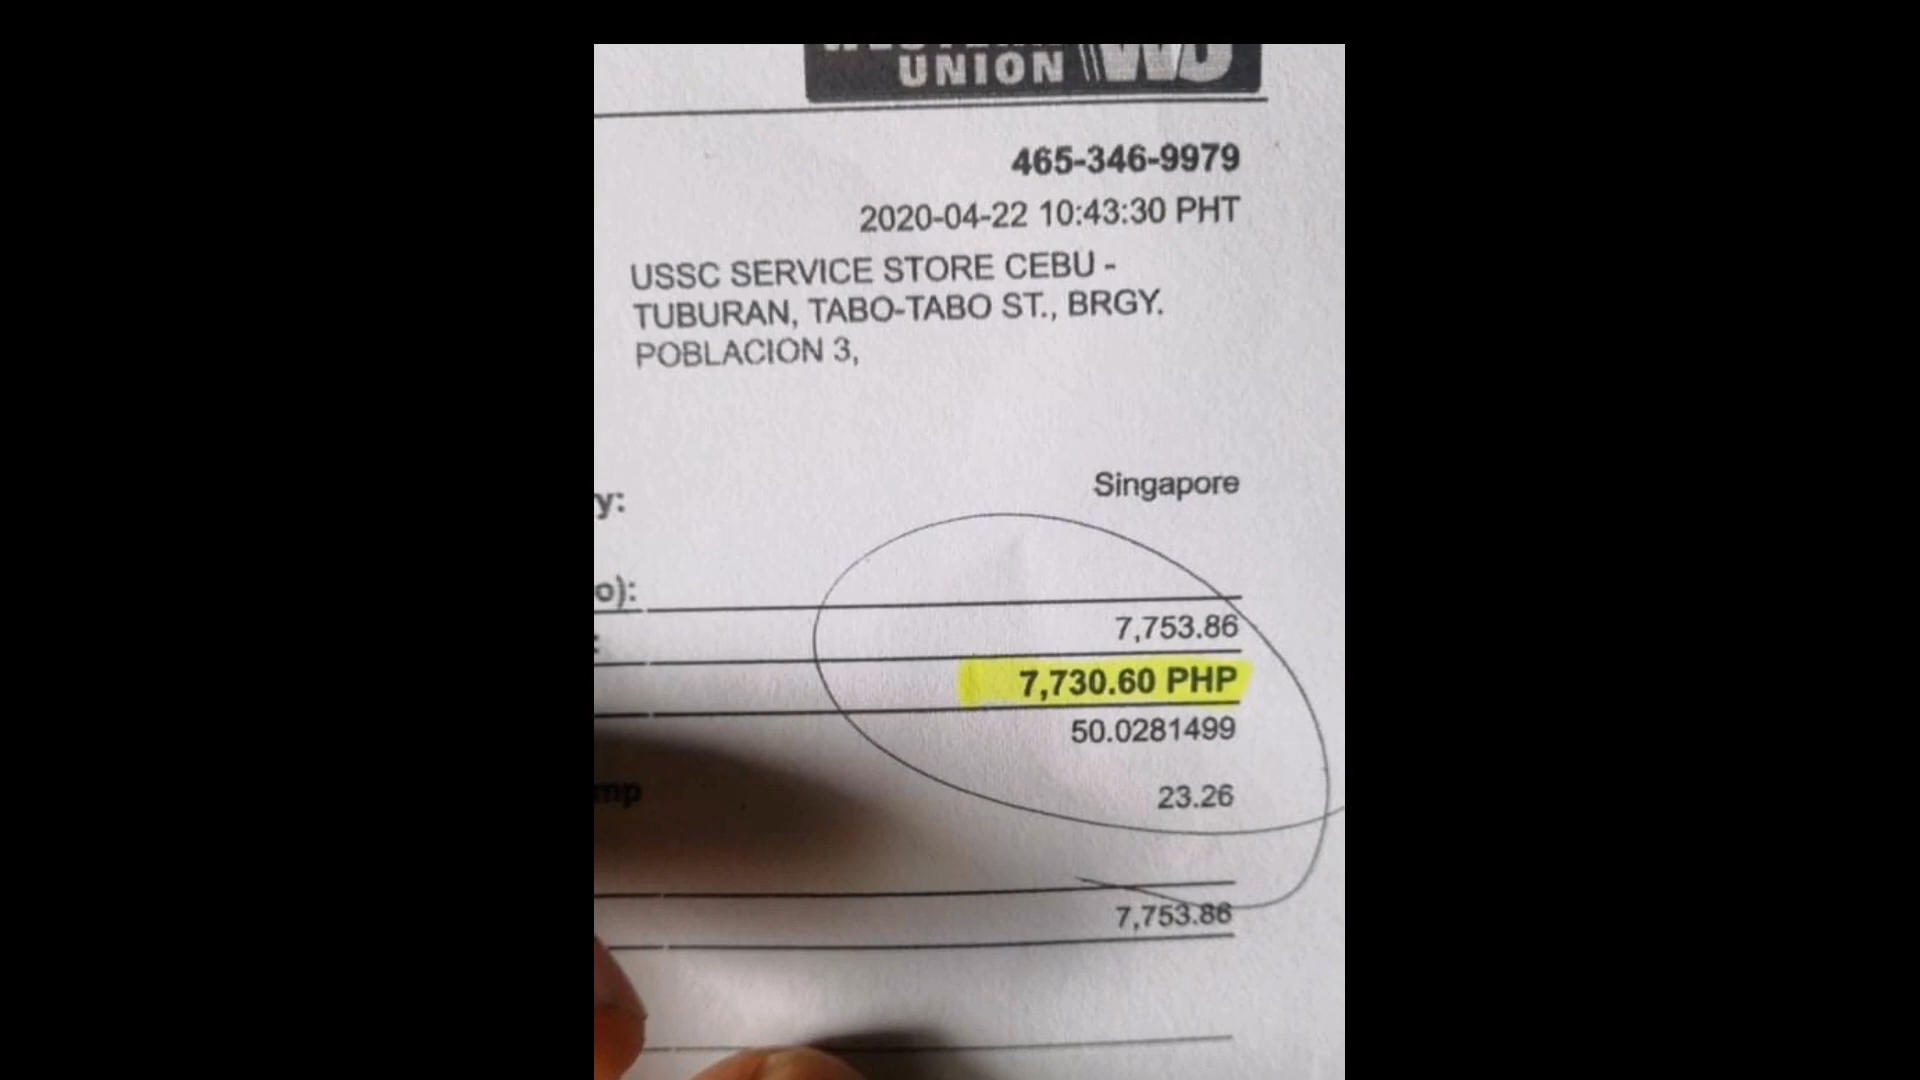 UNION WU
465-346-9979
2020-04-22 10:43:30 PHT
USSC SERVICE STORE CEBU -
TUBURAN, TABO-TABO ST., BRGY.
POBLACION 3,
y: Singapore
o):
7,753.86
7,730.60 PHP
50.0281499
mp 23.26
7,753.86